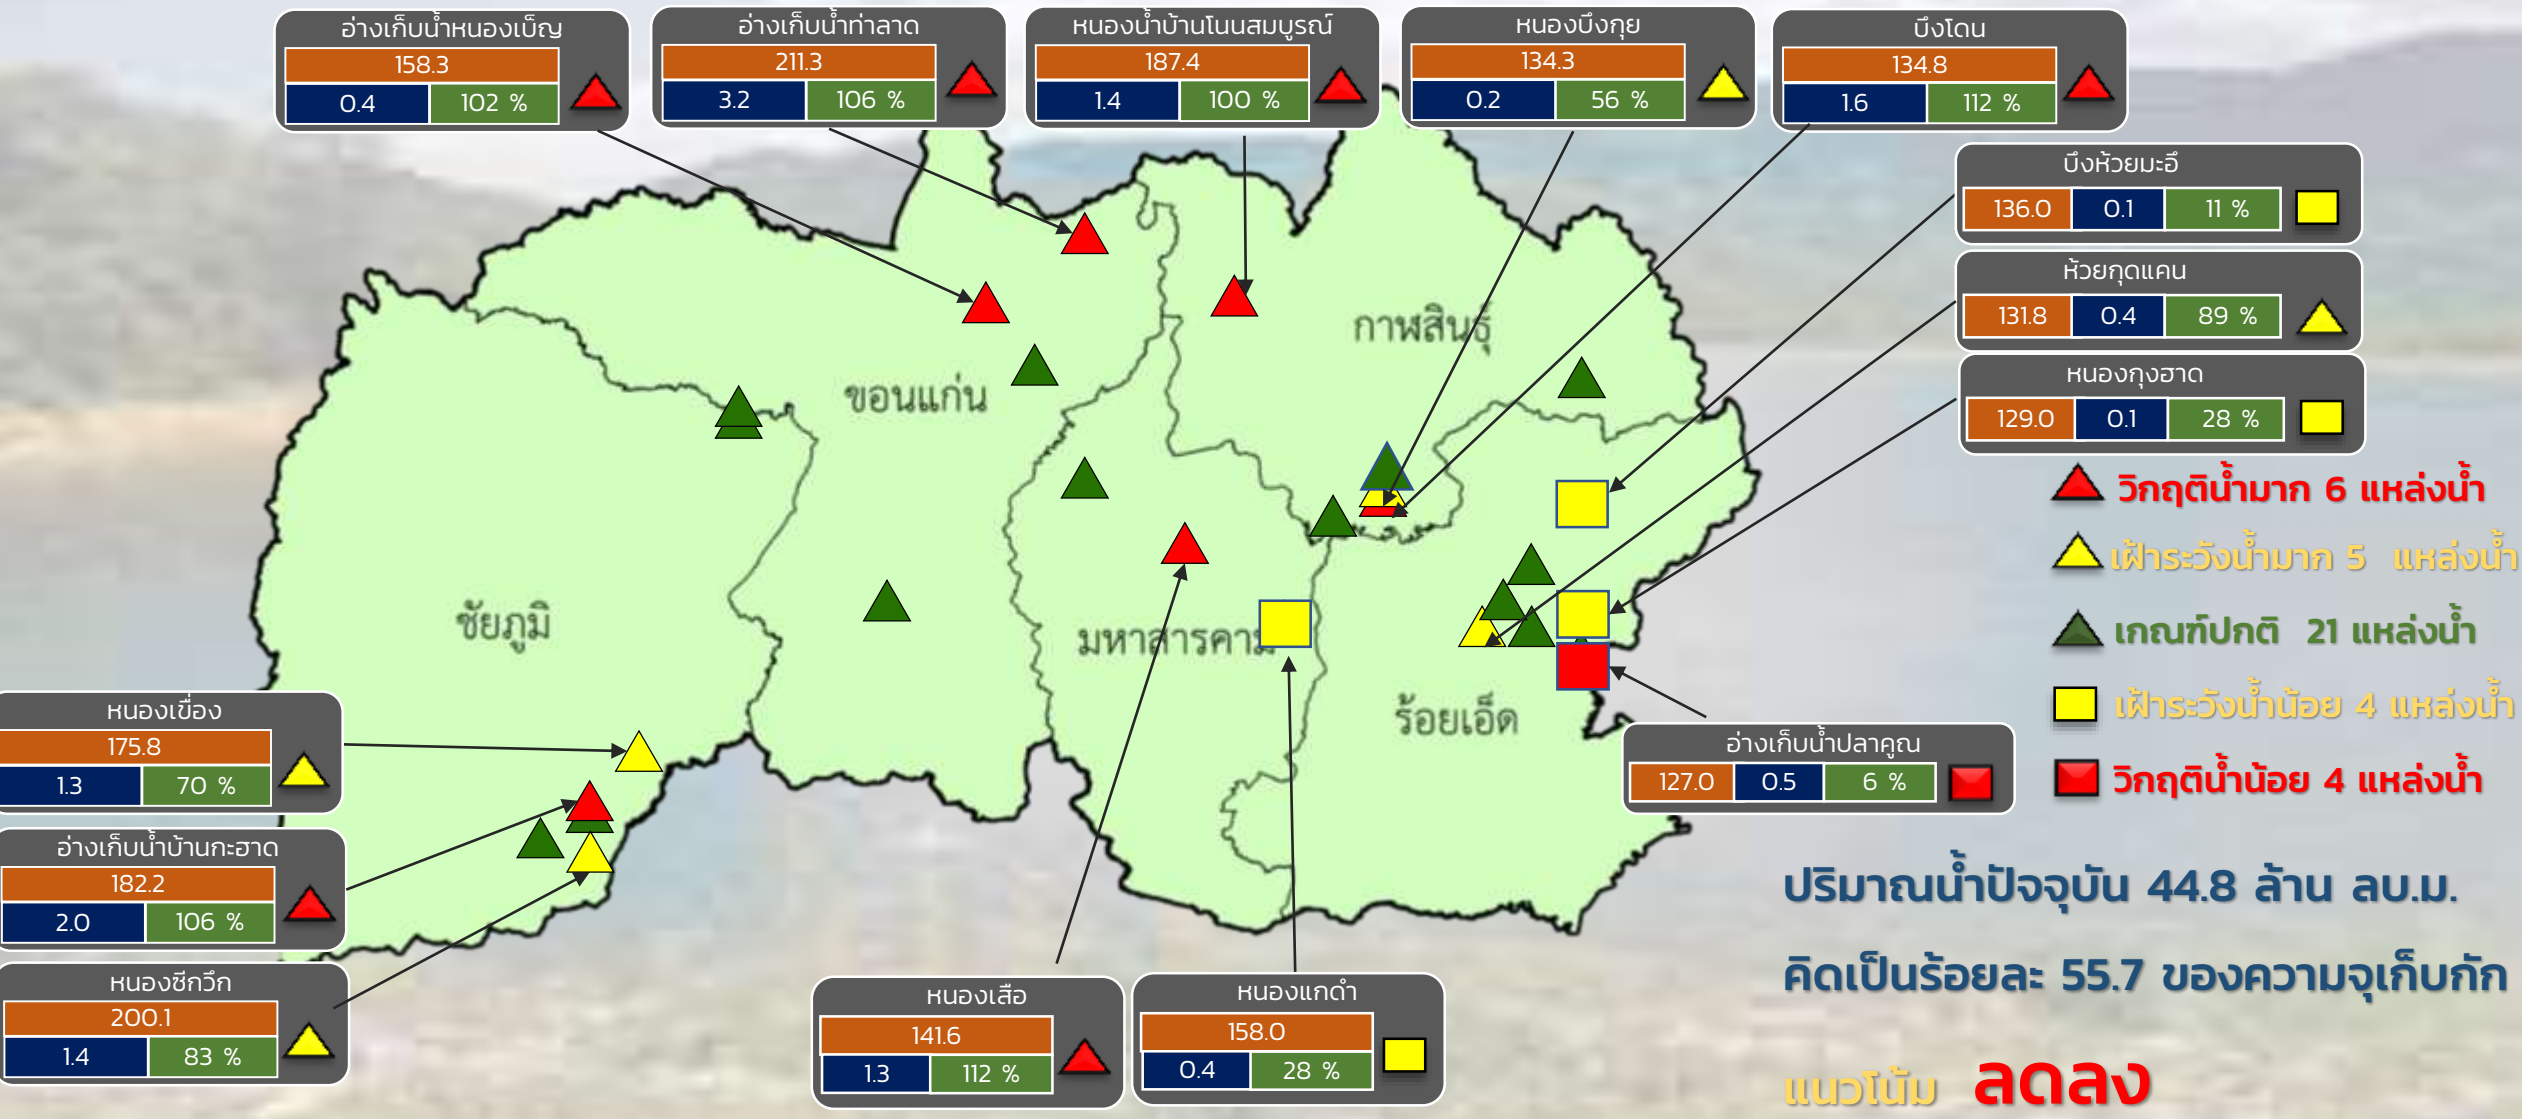 อ่างเก็บน้ำหนองเบ็ญ
158.3
0.4 102 %
อ่างเก็บน้ำท่าลาด
211.3
3.2 106 %
หนองน้ำบ้านโนนสมบูรณ์
187.4
1.4 100 %
หนองบึงกุย
134.3
0.2 56 %
บึงโดน
134.8
1.6 112 %
บึงห้วยมะอึ
136.0 0.1 11 %
ห้วยกุดแคน
131.8 0.4 89 %
หนองกุงฮาด
129.0 0.1 28 %
กาฬสินธุ์
ขอนแก่น
ชัยภูมิ
มหาสารคาม
ร้อยเอ็ด
วิกฤติน้ำมาก 6 แหล่งน้ำ
เฝ้าระวังน้ำมาก 5 แหล่งน้ำ
เกณฑ์ปกติ 21 แหล่งน้ำ
เฝ้าระวังน้ำน้อย 4 แหล่งน้ำ
วิกฤติน้ำน้อย 4 แหล่งน้ำ
หนองเขื่อง
175.8
1.3 70 %
อ่างเก็บน้ำบ้านกะฮาด
182.2
2.0 106 %
หนองซีกวึก
200.1
1.4 83 %
อ่างเก็บน้ำปลาคูณ
127.0 0.5 6 %
หนองเสือ
141.6
1.3 112 %
หนองแกดำ
158.0
0.4 28 %
ปริมาณน้ำปัจจุบัน 44.8 ล้าน ลบ.ม.
คิดเป็นร้อยละ 55.7 ของความจุเก็บกัก
แนวโน้ม ลดลง